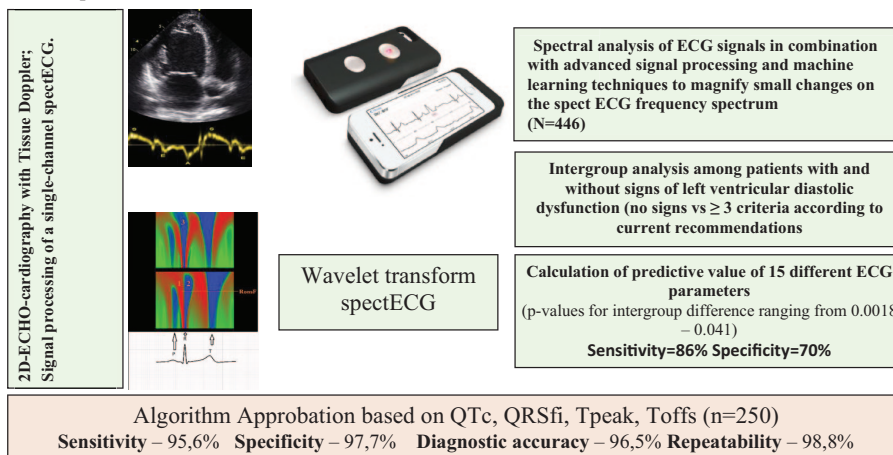 2D-ECHO-cardiography with Tissue Doppler;
Signal processing of a single-channel spectECG.
Spectral analysis of ECG signals in combination
with advanced signal processing and machine
learning techniques to magnify small changes on
the spect ECG frequency spectrum
(N=446)
Intergroup analysis among patients with and
without signs of left ventricular diastolic
dysfunction (no signs vs ≥ 3 criteria according to
current recommendations
Wavelet transform
spectECG
Calculation of predictive value of 15 different ECG
parameters
(p-values for intergroup difference ranging from 0.0018
– 0.041)
Sensitivity=86% Specificity=70%
1 2
P R T
Algorithm Approbation based on QTc, QRSfi, Tpeak, Toffs (n=250)
Sensitivity – 95,6% Specificity – 97,7% Diagnostic accuracy – 96,5% Repeatability – 98,8%